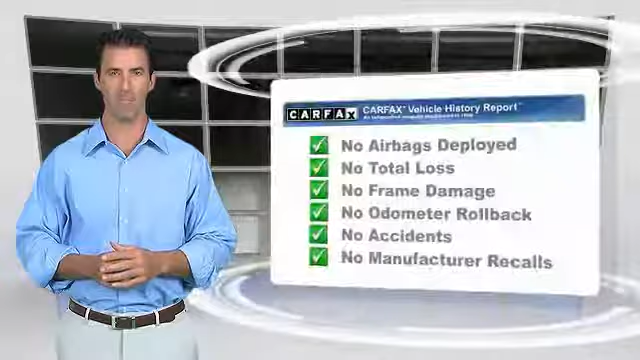 CARFAX CARFAX™ Vehicle History Report™
No Airbags Deployed
No Total Loss
No Frame Damage
No Odometer Rollback
No Accidents
No Manufacturer Recalls